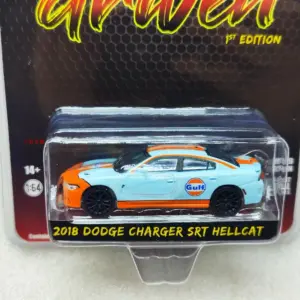 driven
1ST EDITION
14+
1:64
Gulf
2018 DODGE CHARGER SRT HELLCAT